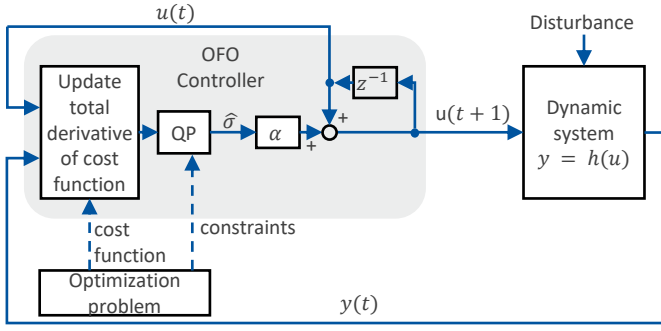 u(t)
Disturbance
OFO
Controller
Update
total
derivative
of cost
function
QP
σ̂
α
z⁻¹
+
+
u(t + 1)
Dynamic
system
y = h(u)
cost
function
constraints
Optimization
problem
y(t)